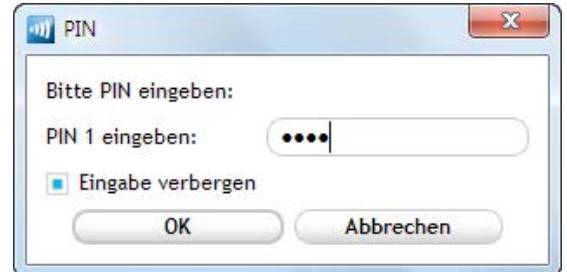 PIN
Bitte PIN eingeben:
PIN 1 eingeben: ••••
Eingabe verbergen
OK Abbrechen